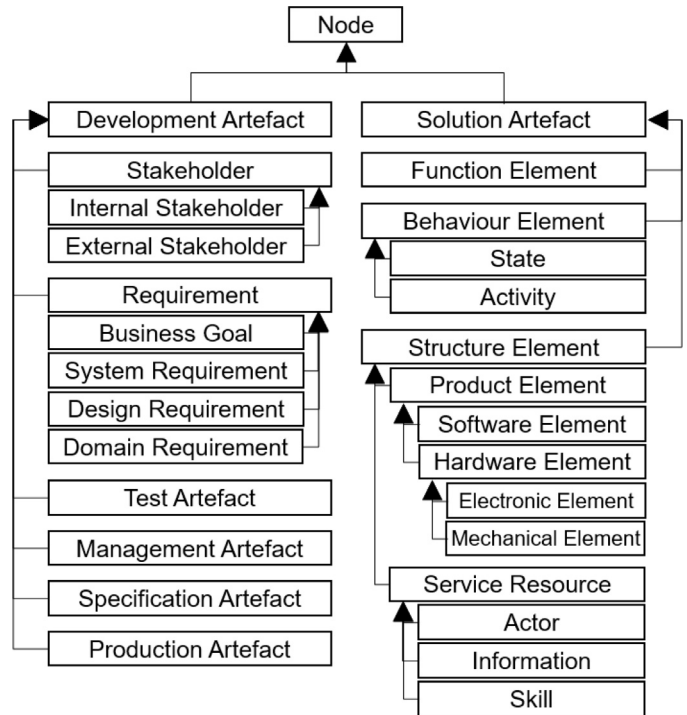 Node
Development Artefact
Stakeholder
Internal Stakeholder
External Stakeholder
Requirement
Business Goal
System Requirement
Design Requirement
Domain Requirement
Test Artefact
Management Artefact
Specification Artefact
Production Artefact
Solution Artefact
Function Element
Behaviour Element
State
Activity
Structure Element
Product Element
Software Element
Hardware Element
Electronic Element
Mechanical Element
Service Resource
Actor
Information
Skill